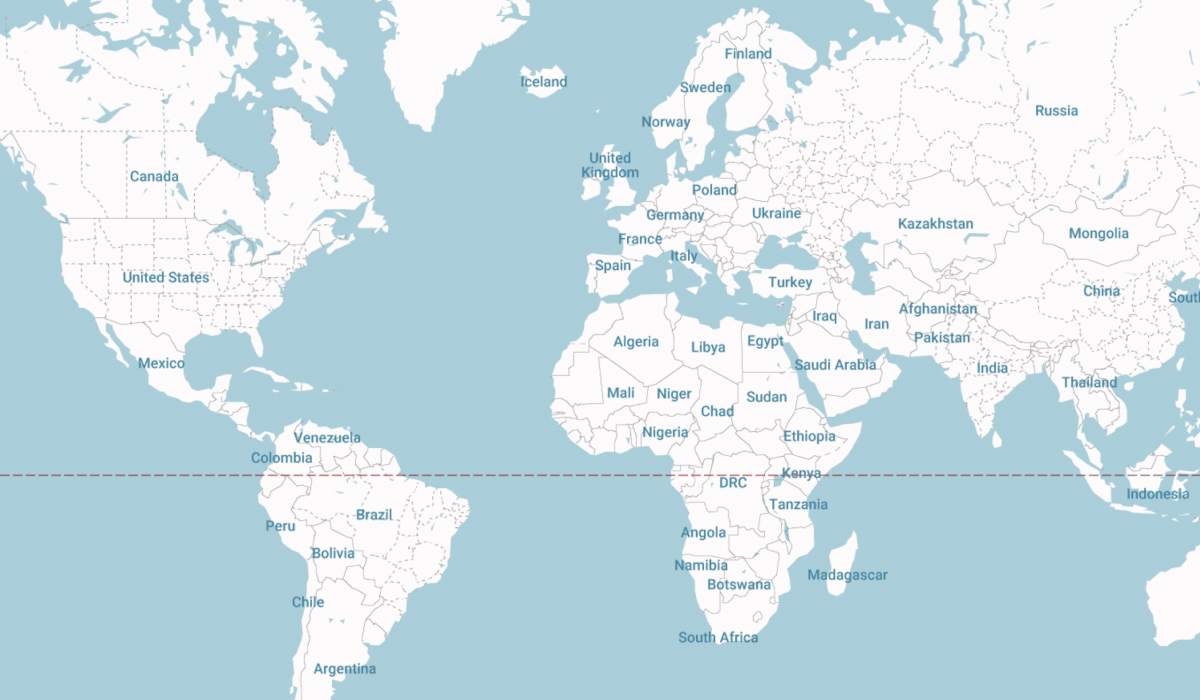 Finland
Iceland
Sweden
Russia
Norway
United
Kingdom
Canada
Poland
Germany
Ukraine
Kazakhstan
Mongolia
France
Italy
Spain
United States
Turkey
China
South
Afghanistan
Iraq
Iran
Pakistan
Algeria
Libya
Egypt
Mexico
Saudi Arabia
India
Thailand
Mali
Niger
Sudan
Chad
Venezuela
Nigeria
Ethiopia
Colombia
Kenya
DRC
Indonesia
Tanzania
Brazil
Peru
Angola
Bolivia
Namibia
Madagascar
Botswana
Chile
South Africa
Argentina